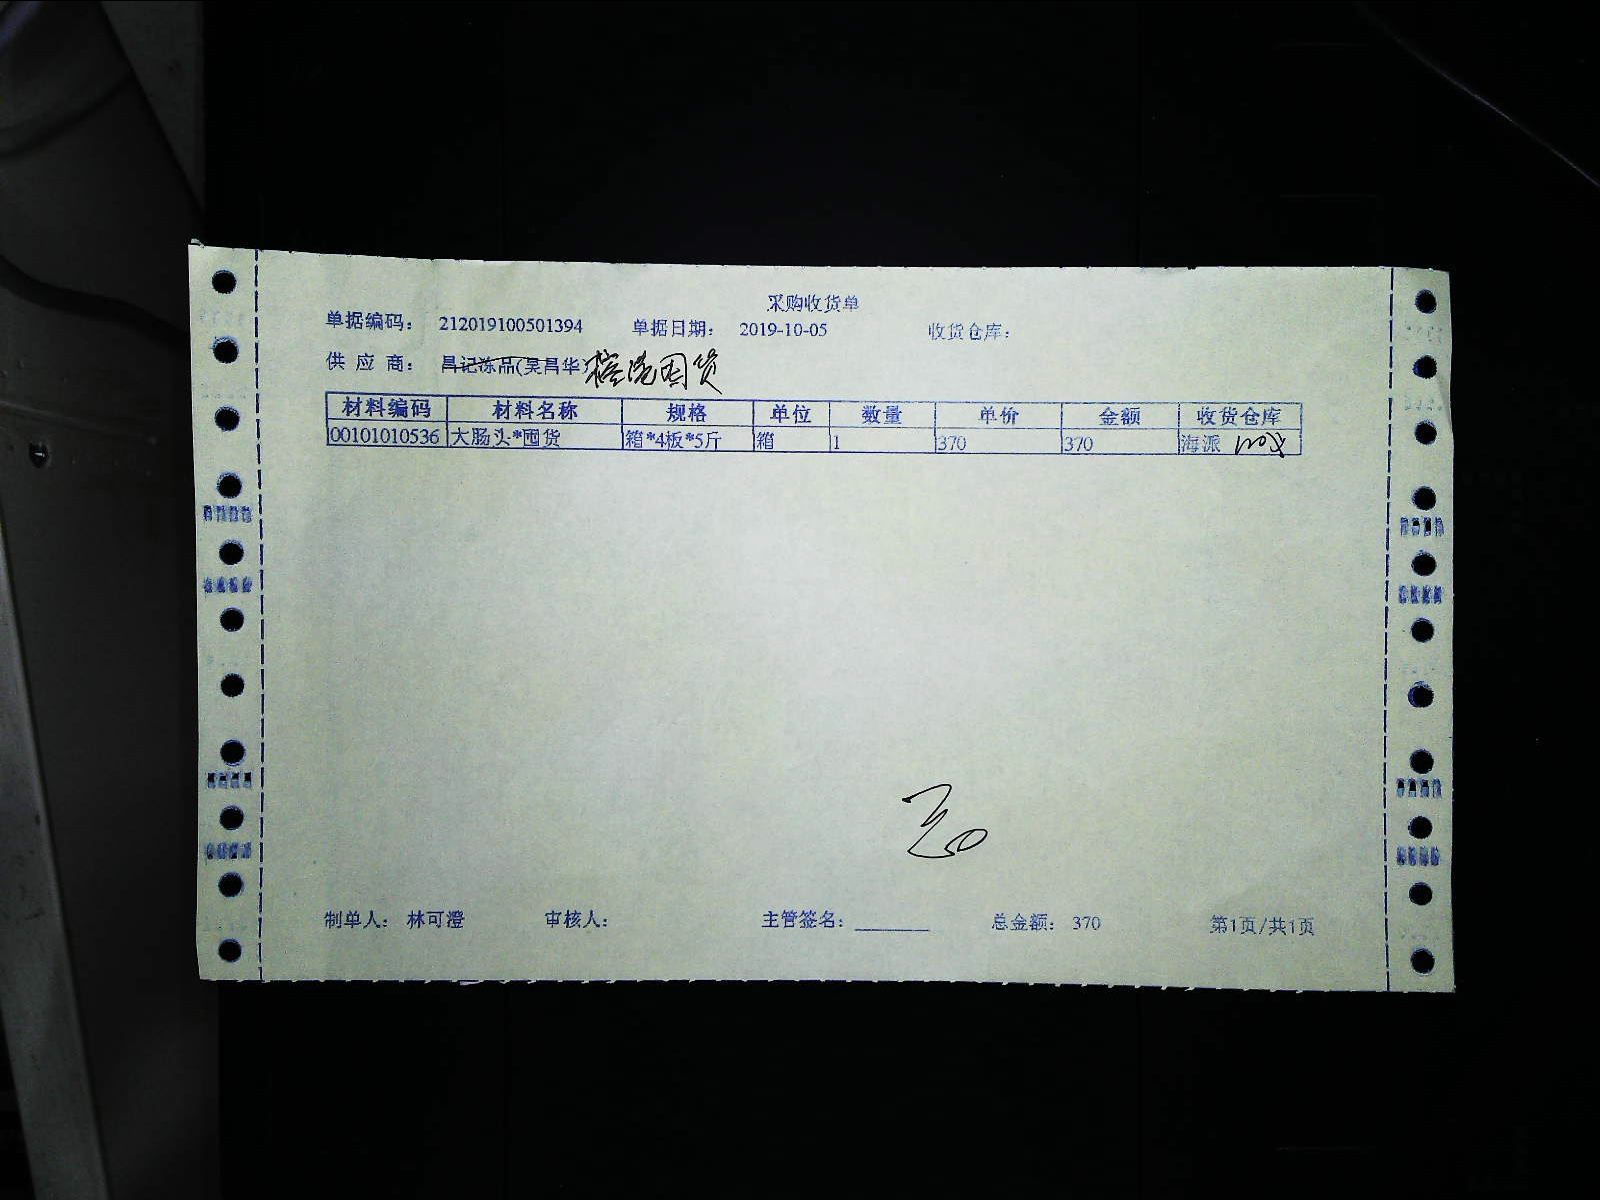 采购收货单
单据编码: 212019100501394 单据日期: 2019-10-05 收货仓库:
供应商: 昌记冻品(吴昌华) 囤货
材料编码 材料名称 规格 单位 数量 单价 金额 收货仓库
00101010536 大肠头*囤货 箱*4板*5斤 箱 1 370 370 海派
制单人: 林可澄 审核人: 主管签名: 总金额: 370 第1页/共1页